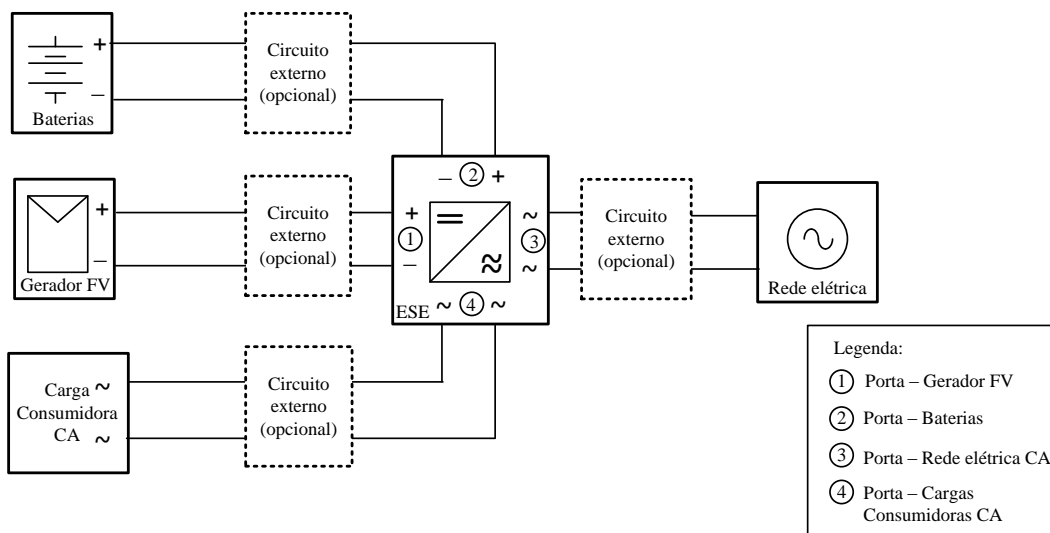 +
−
Baterias
Circuito
externo
(opcional)
− 2 +
+
−
Gerador FV
Circuito
externo
(opcional)
+
1
−
~
3
~
Circuito
externo
(opcional)
Rede elétrica
ESE ~ 4 ~
Carga ~
Consumidora
CA ~
Circuito
externo
(opcional)
Legenda:
1 Porta – Gerador FV
2 Porta – Baterias
3 Porta – Rede elétrica CA
4 Porta – Cargas
Consumidoras CA